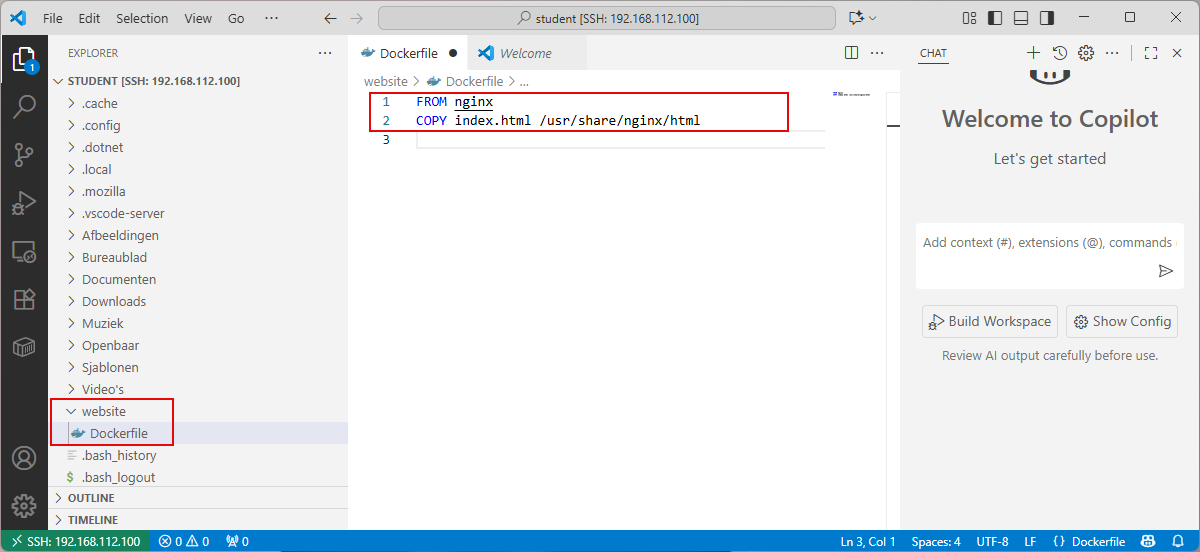 File Edit Selection View Go ···
student [SSH: 192.168.112.100]
EXPLORER ···
STUDENT [SSH: 192.168.112.100]
.cache
.config
.dotnet
.local
.mozilla
.vscode-server
Afbeeldingen
Bureaublad
Documenten
Downloads
Muziek
Openbaar
Sjablonen
Video's
website
Dockerfile
.bash_history
$ .bash_logout
OUTLINE
TIMELINE
1
Dockerfile ● Welcome ···
website > Dockerfile > ...
1 FROM nginx
2 COPY index.html /usr/share/nginx/html
3
CHAT ···
Welcome to Copilot
Let's get started
Add context (#), extensions (@), commands
Build Workspace Show Config
Review AI output carefully before use.
SSH: 192.168.112.100 0 0 0 Ln 3, Col 1 Spaces: 4 UTF-8 LF {} Dockerfile